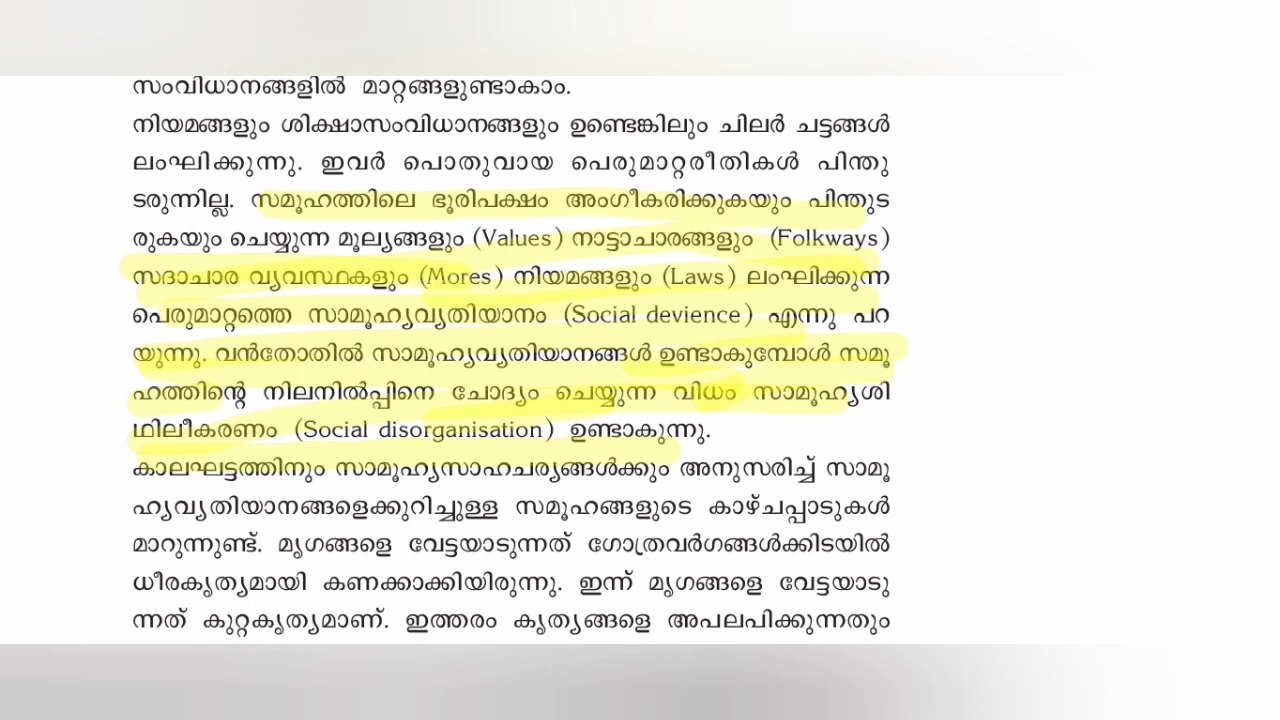 സംവിധാനങ്ങളിൽ മാറ്റങ്ങളുണ്ടാകാം.
നിയമങ്ങളും ശിക്ഷാസംവിധാനങ്ങളും ഉണ്ടെങ്കിലും ചിലർ ചട്ടങ്ങൾ
ലംഘിക്കുന്നു. ഇവർ പൊതുവായ പെരുമാറ്റരീതികൾ പിന്തു
ടരുന്നില്ല. സമൂഹത്തിലെ ഭൂരിപക്ഷം അംഗീകരിക്കുകയും പിന്തുട
രുകയും ചെയ്യുന്ന മൂല്യങ്ങളും (Values) നാട്ടാചാരങ്ങളും (Folkways)
സദാചാര വ്യവസ്ഥകളും (Mores) നിയമങ്ങളും (Laws) ലംഘിക്കുന്ന
പെരുമാറ്റത്തെ സാമൂഹ്യവ്യതിയാനം (Social devience) എന്നു പറ
യുന്നു. വൻതോതിൽ സാമൂഹ്യവ്യതിയാനങ്ങൾ ഉണ്ടാകുമ്പോൾ സമൂ
ഹത്തിന്റെ നിലനിൽപ്പിനെ ചോദ്യം ചെയ്യുന്ന വിധം സാമൂഹ്യശി
ഥിലീകരണം (Social disorganisation) ഉണ്ടാകുന്നു.
കാലഘട്ടത്തിനും സാമൂഹ്യസാഹചര്യങ്ങൾക്കും അനുസരിച്ച് സാമൂ
ഹ്യവ്യതിയാനങ്ങളെക്കുറിച്ചുള്ള സമൂഹങ്ങളുടെ കാഴ്ചപ്പാടുകൾ
മാറുന്നുണ്ട്. മൃഗങ്ങളെ വേട്ടയാടുന്നത് ഗോത്രവർഗങ്ങൾക്കിടയിൽ
ധീരകൃത്യമായി കണക്കാക്കിയിരുന്നു. ഇന്ന് മൃഗങ്ങളെ വേട്ടയാടു
ന്നത് കുറ്റകൃത്യമാണ്. ഇത്തരം കൃത്യങ്ങളെ അപലപിക്കുന്നതും